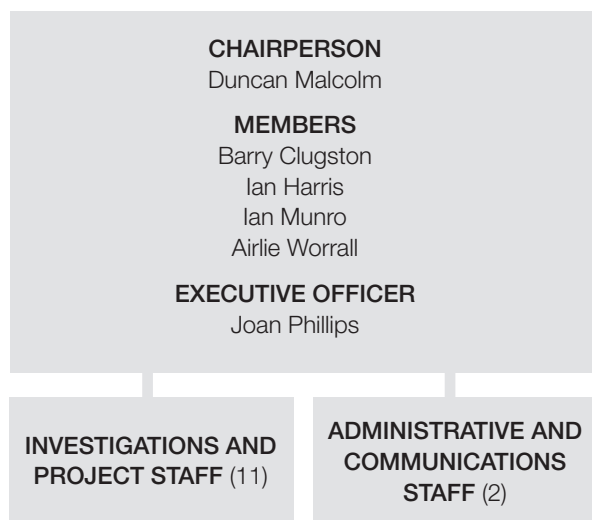 CHAIRPERSON
Duncan Malcolm
MEMBERS
Barry Clugston
Ian Harris
Ian Munro
Airlie Worrall
EXECUTIVE OFFICER
Joan Phillips
INVESTIGATIONS AND
PROJECT STAFF (11)
ADMINISTRATIVE AND
COMMUNICATIONS
STAFF (2)